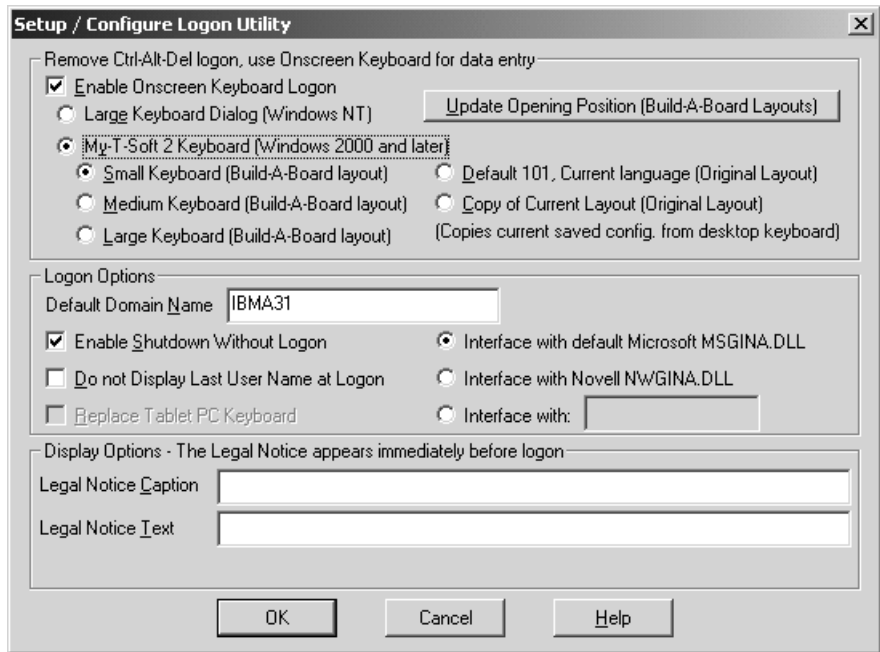 Setup / Configure Logon Utility
Remove Ctrl-Alt-Del logon, use Onscreen Keyboard for data entry
Enable Onscreen Keyboard Logon
Large Keyboard Dialog (Windows NT)
Update Opening Position (Build-A-Board Layouts)
My-T-Soft 2 Keyboard (Windows 2000 and later)
Small Keyboard (Build-A-Board layout)
Default 101, Current language (Original Layout)
Medium Keyboard (Build-A-Board layout)
Copy of Current Layout (Original Layout)
Large Keyboard (Build-A-Board layout)
(Copies current saved config. from desktop keyboard)
Logon Options
Default Domain Name IBMA31
Enable Shutdown Without Logon
Interface with default Microsoft MSGINA.DLL
Do not Display Last User Name at Logon
Interface with Novell NWGINA.DLL
Replace Tablet PC Keyboard
Interface with:
Display Options - The Legal Notice appears immediately before logon
Legal Notice Caption
Legal Notice Text
OK Cancel Help